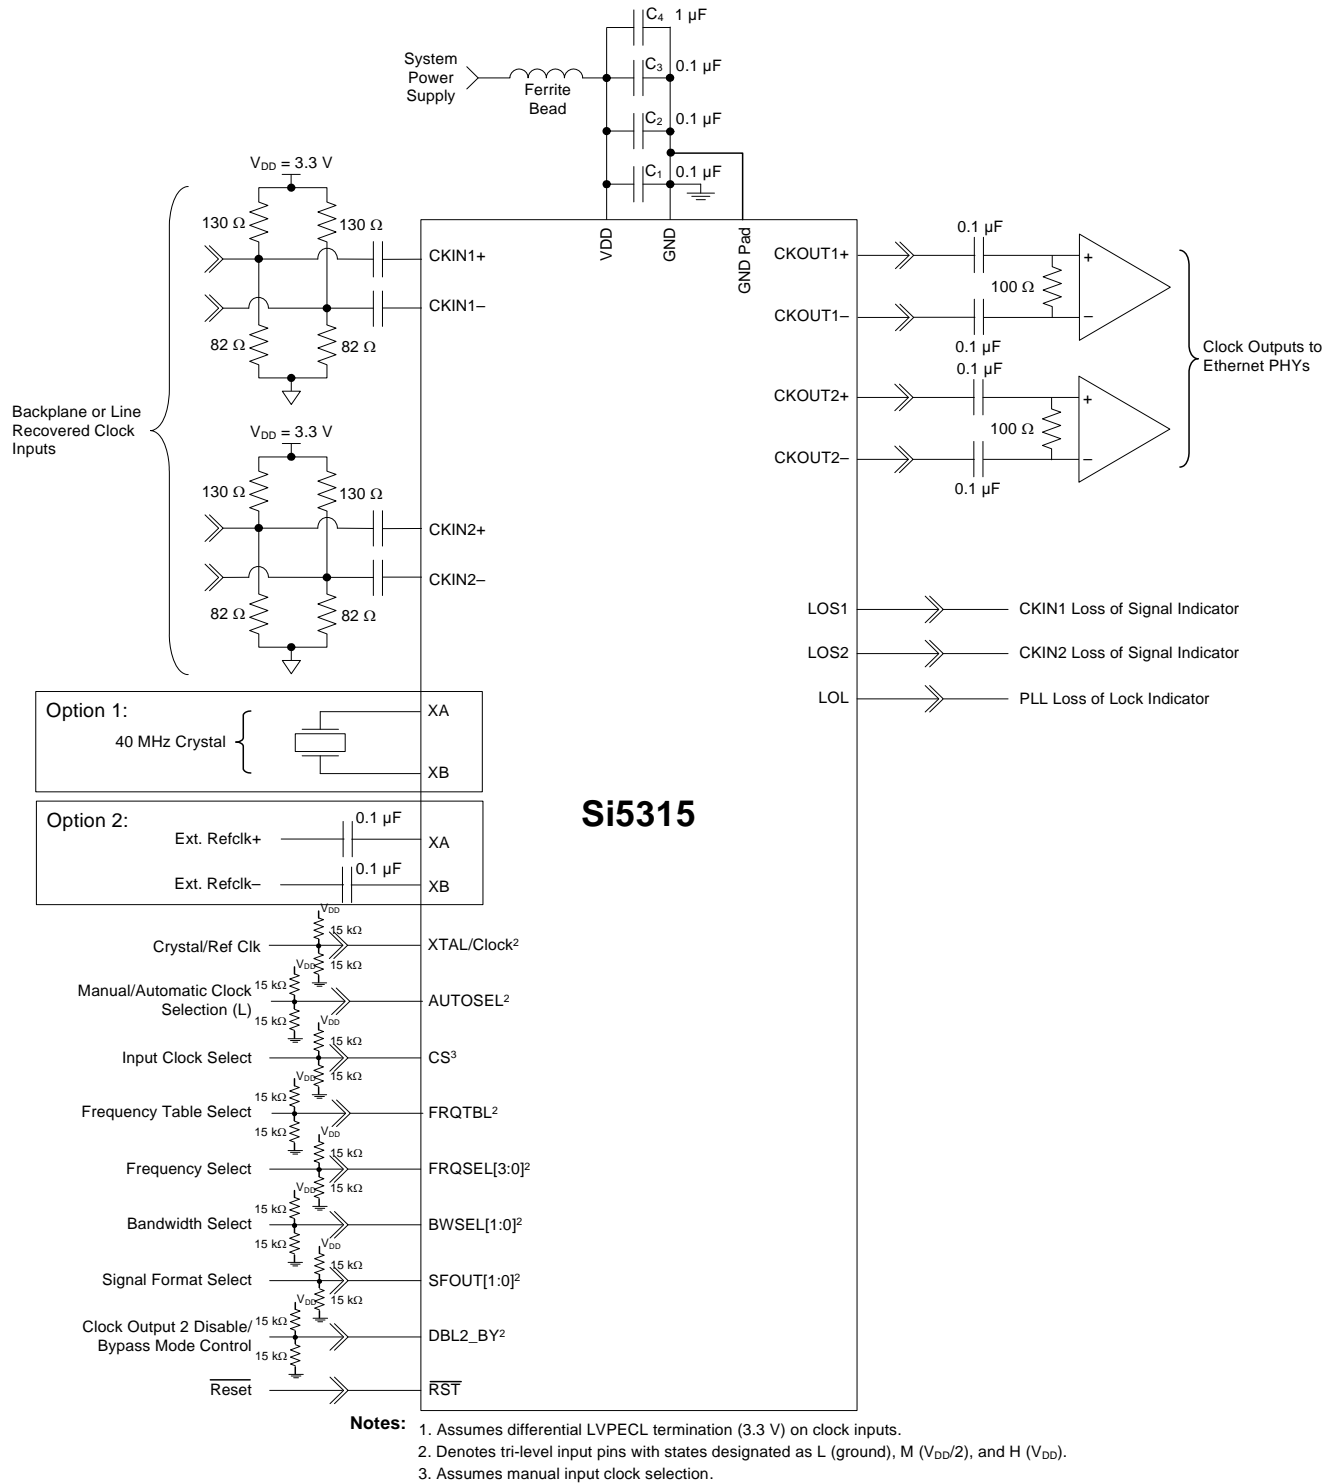 C4 1 µF
System
Power
Supply
Ferrite
Bead
C3 0.1 µF
C2 0.1 µF
C1 0.1 µF
VDD
GND
GND Pad
VDD = 3.3 V
130 Ω 130 Ω
82 Ω 82 Ω
CKIN1+
CKIN1–
Backplane or Line
Recovered Clock
Inputs
VDD = 3.3 V
130 Ω 130 Ω
82 Ω 82 Ω
CKIN2+
CKIN2–
CKOUT1+
0.1 µF
100 Ω
+
–
CKOUT1–
0.1 µF
CKOUT2+
0.1 µF
100 Ω
+
–
CKOUT2–
0.1 µF
Clock Outputs to
Ethernet PHYs
LOS1 CKIN1 Loss of Signal Indicator
LOS2 CKIN2 Loss of Signal Indicator
LOL PLL Loss of Lock Indicator
Option 1:
40 MHz Crystal
XA
XB
Si5315
Option 2:
Ext. Refclk+ 0.1 µF XA
Ext. Refclk– 0.1 µF XB
VDD
15 kΩ
Crystal/Ref Clk XTAL/Clock2
15 kΩ
VDD
15 kΩ
Manual/Automatic Clock
Selection (L)
AUTOSEL2
15 kΩ
VDD
15 kΩ
Input Clock Select CS3
15 kΩ
VDD
15 kΩ
Frequency Table Select FRQTBL2
15 kΩ
VDD
15 kΩ
Frequency Select FRQSEL[3:0]2
15 kΩ
VDD
15 kΩ
Bandwidth Select BWSEL[1:0]2
15 kΩ
VDD
15 kΩ
Signal Format Select SFOUT[1:0]2
15 kΩ
VDD
15 kΩ
Clock Output 2 Disable/
Bypass Mode Control
DBL2_BY2
15 kΩ
Reset RST
Notes: 1. Assumes differential LVPECL termination (3.3 V) on clock inputs.
2. Denotes tri-level input pins with states designated as L (ground), M (VDD/2), and H (VDD).
3. Assumes manual input clock selection.